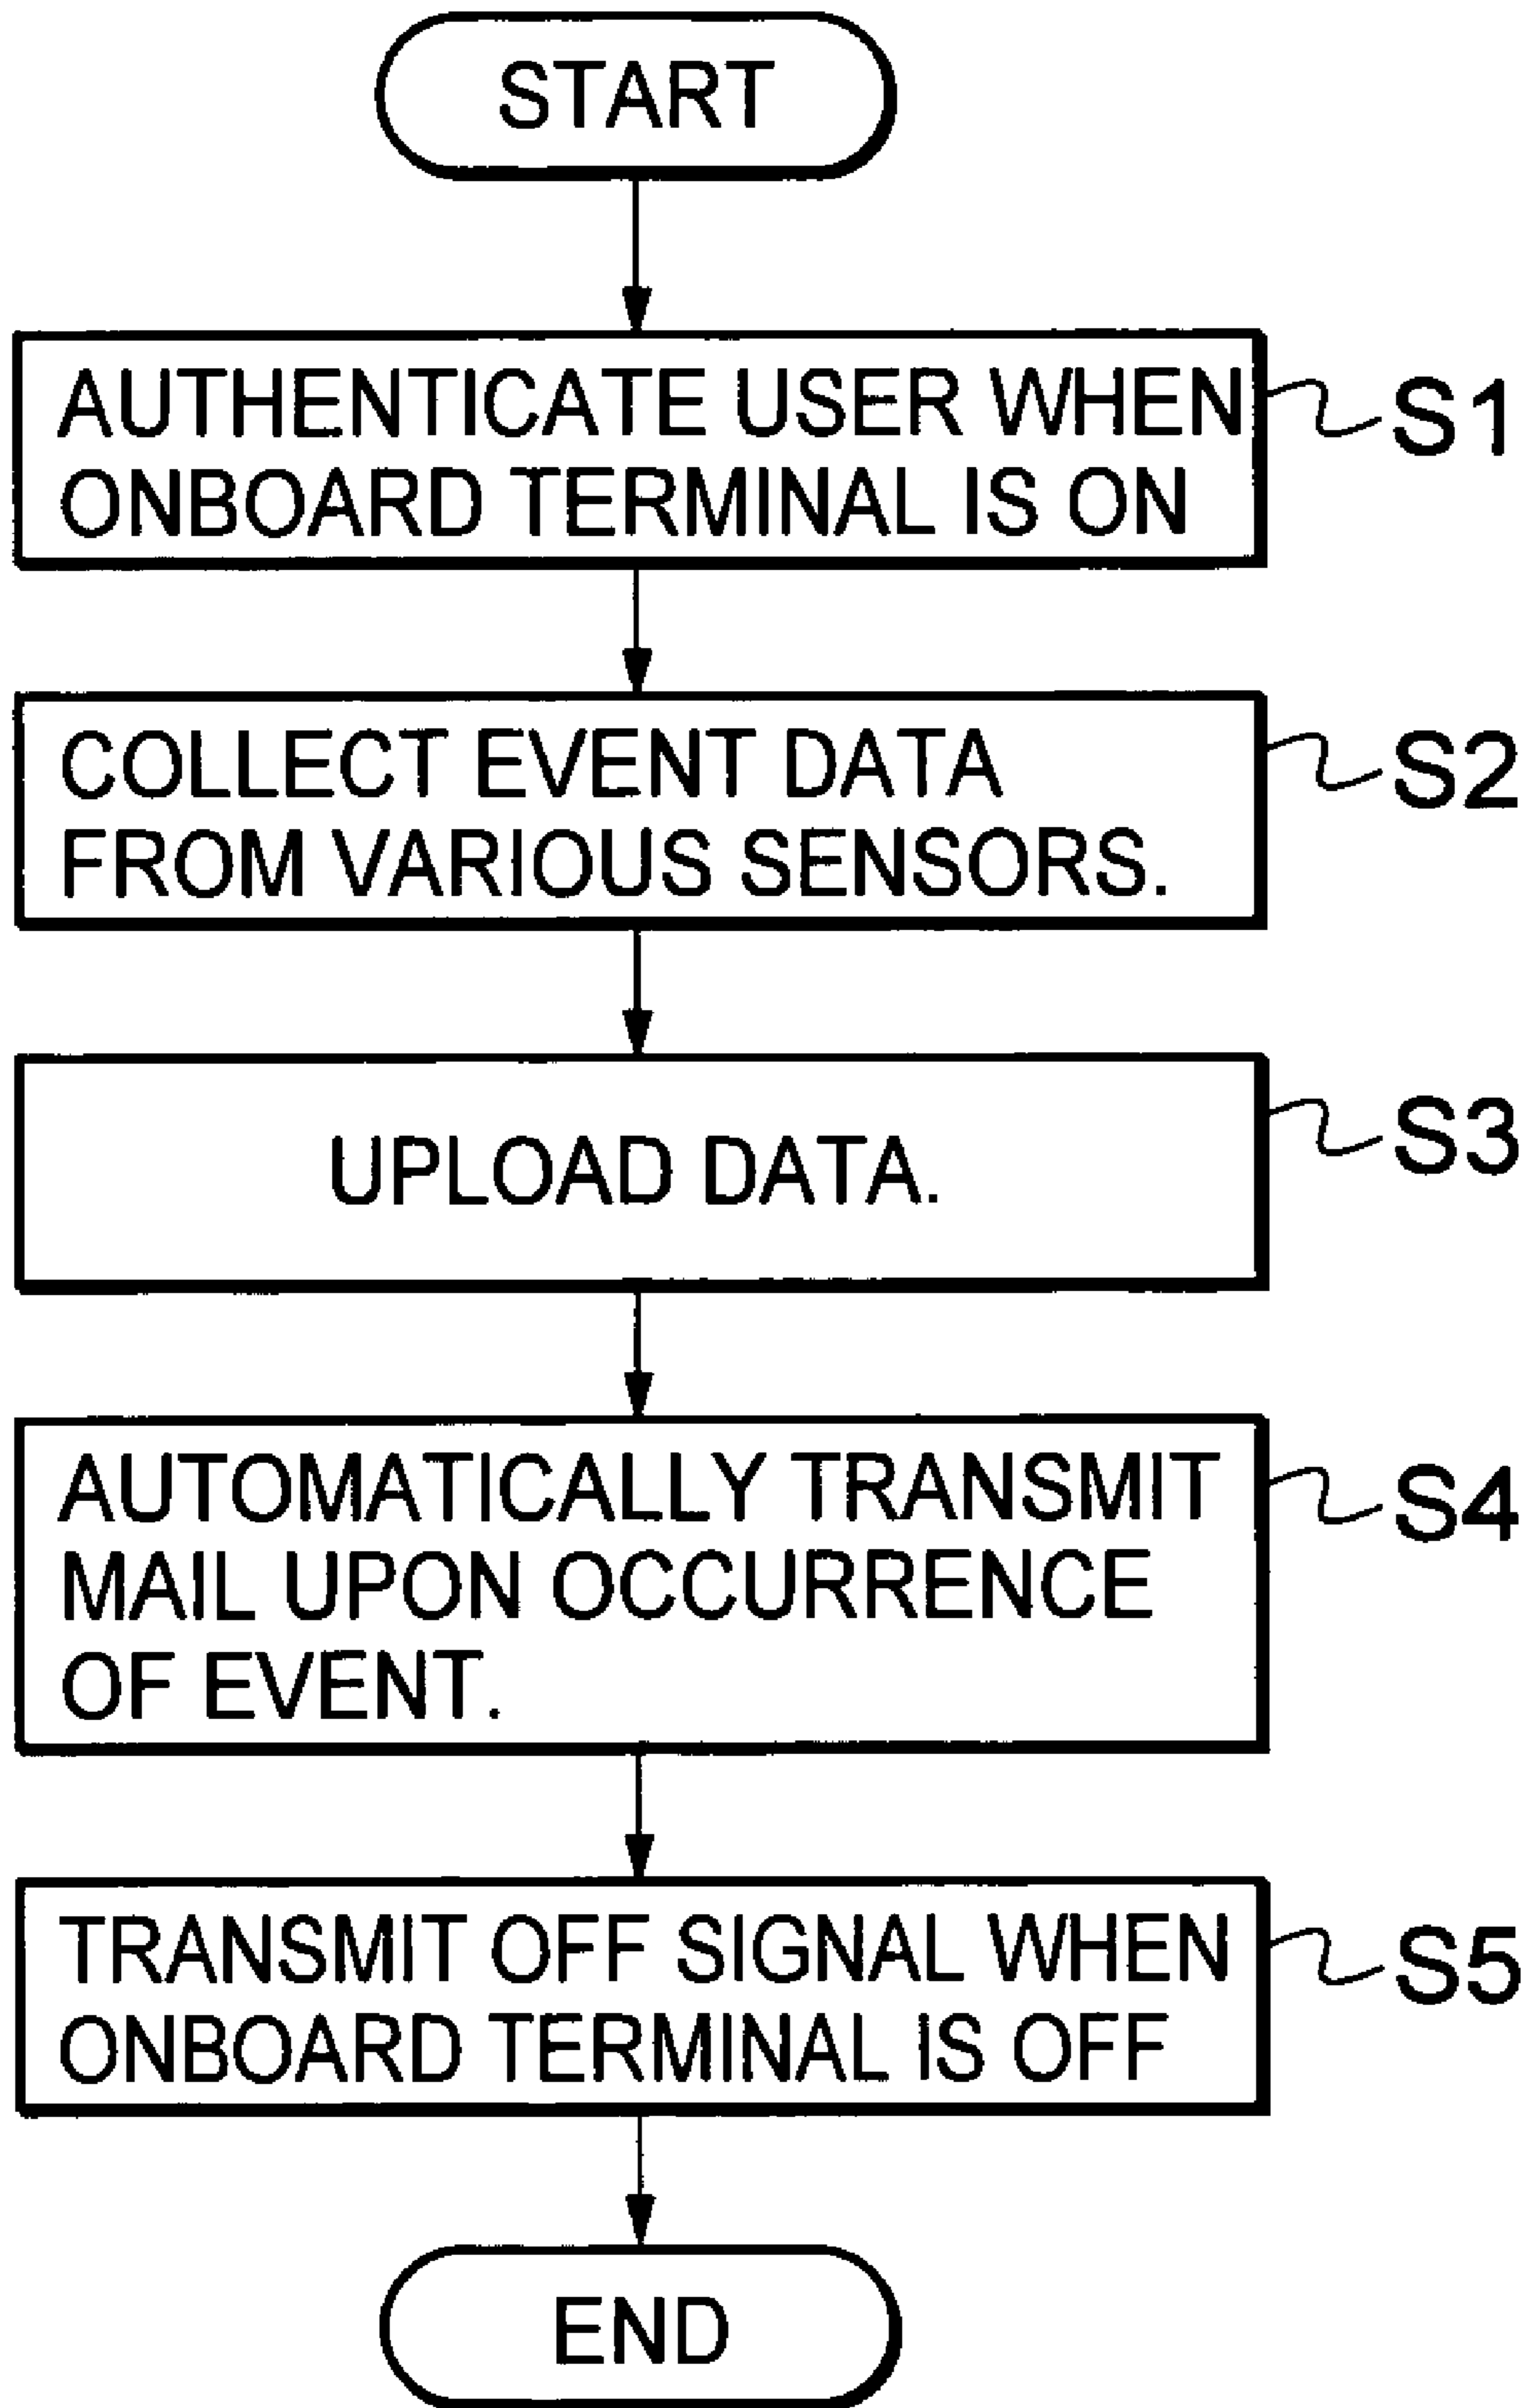 START
AUTHENTICATE USER WHEN
ONBOARD TERMINAL IS ON
S1
COLLECT EVENT DATA
FROM VARIOUS SENSORS.
S2
UPLOAD DATA.
S3
AUTOMATICALLY TRANSMIT
MAIL UPON OCCURRENCE
OF EVENT.
S4
TRANSMIT OFF SIGNAL WHEN
ONBOARD TERMINAL IS OFF
S5
END